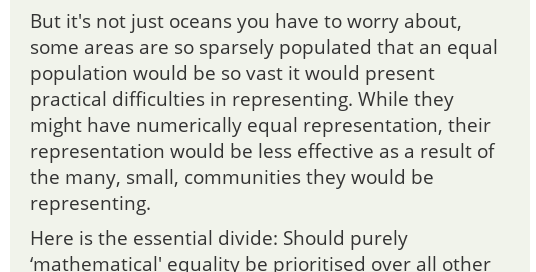 But it's not just oceans you have to worry about,
some areas are so sparsely populated that an equal
population would be so vast it would present
practical difficulties in representing. While they
might have numerically equal representation, their
representation would be less effective as a result of
the many, small, communities they would be
representing.
Here is the essential divide: Should purely
‘mathematical' equality be prioritised over all other